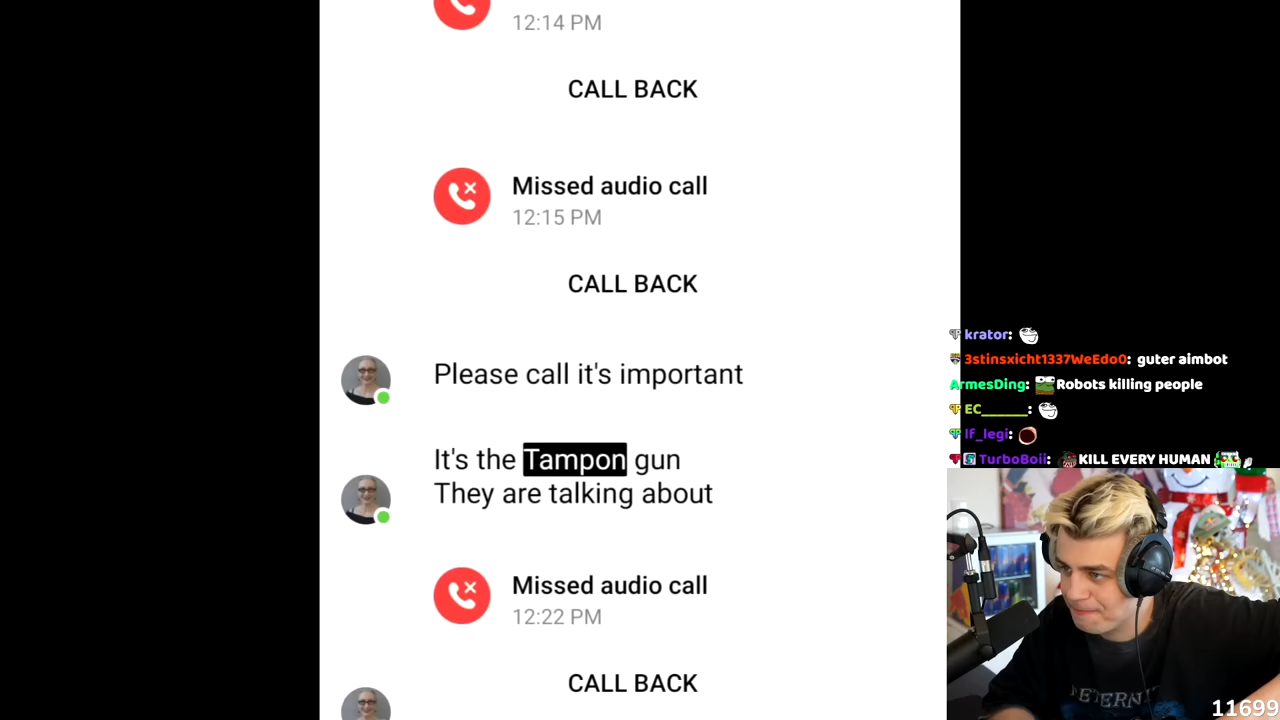 12:14 PM
CALL BACK
Missed audio call
12:15 PM
CALL BACK
Please call it's important
It's the Tampon gun
They are talking about
Missed audio call
12:22 PM
CALL BACK
krator:
3stinsxicht1337WeEdo0: guter aimbot
ArmesDing: Robots killing people
EC______:
lf_legi:
TurboBoii: KILL EVERY HUMAN
ETERNA
11699